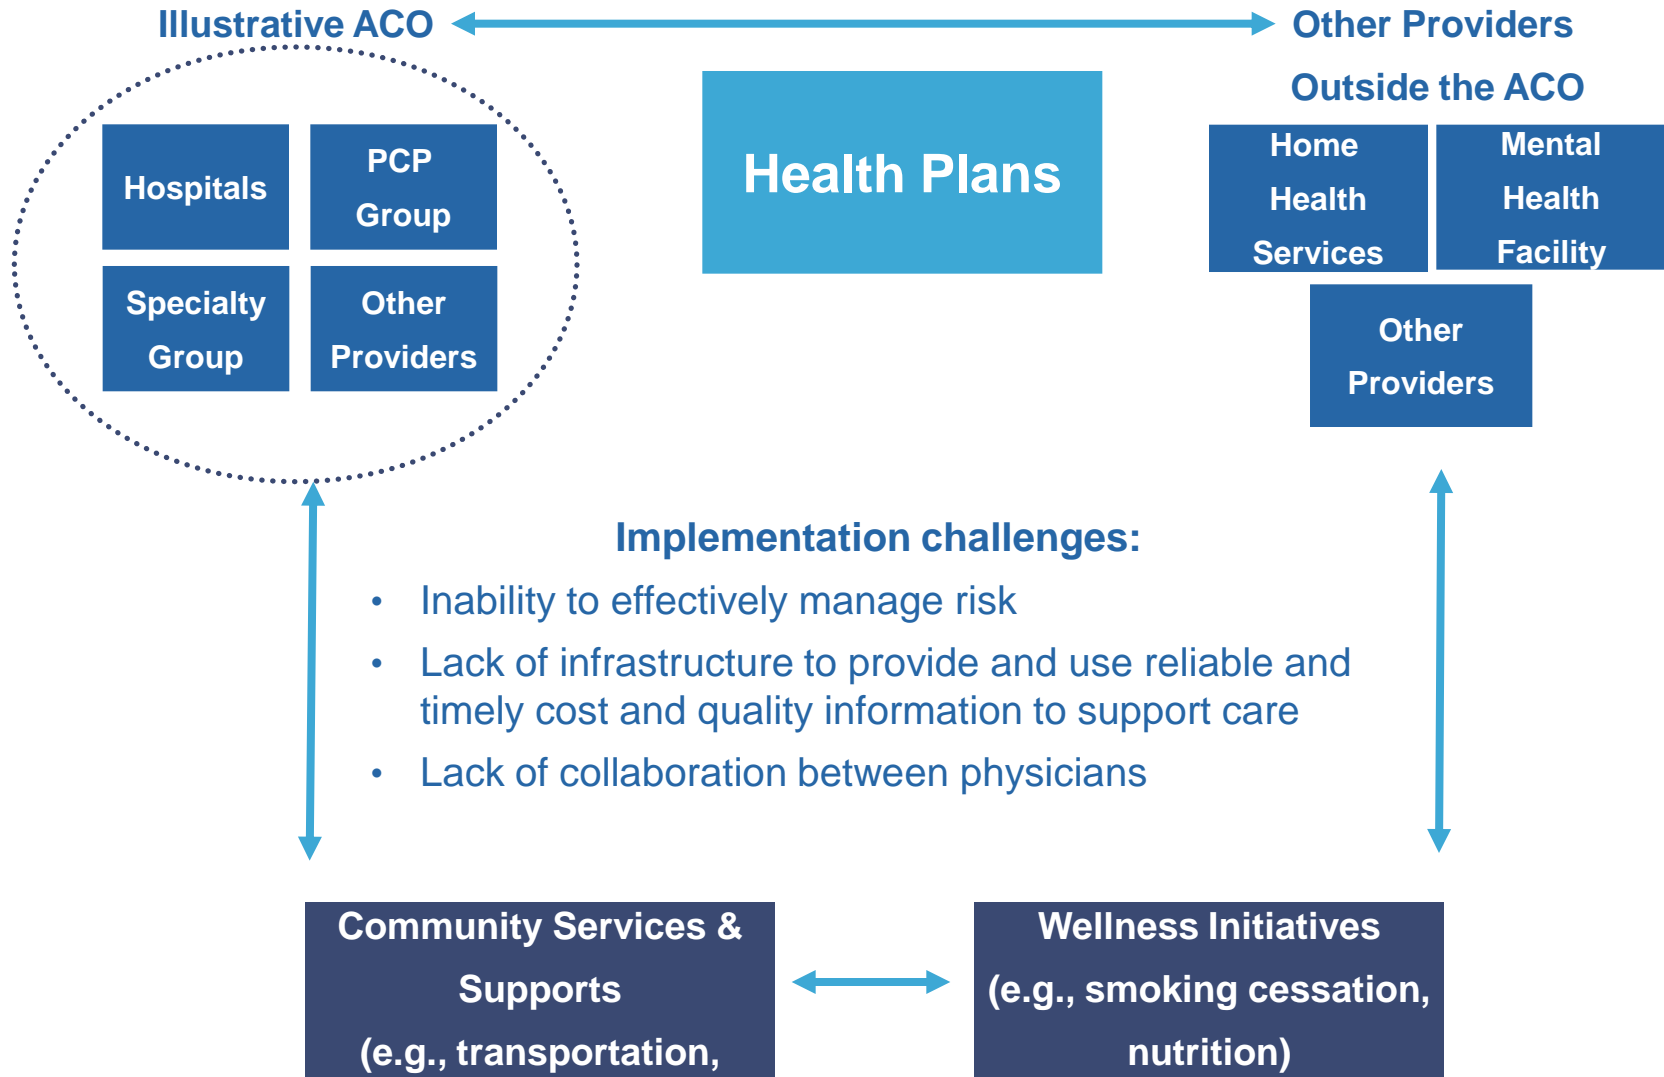 Illustrative ACO
Other Providers
Outside the ACO
Hospitals
PCP
Group
Specialty
Group
Other
Providers
Health Plans
Home
Health
Services
Mental
Health
Facility
Other
Providers
Implementation challenges:
• Inability to effectively manage risk
• Lack of infrastructure to provide and use reliable and
timely cost and quality information to support care
• Lack of collaboration between physicians
Community Services &
Supports
(e.g., transportation,
Wellness Initiatives
(e.g., smoking cessation,
nutrition)